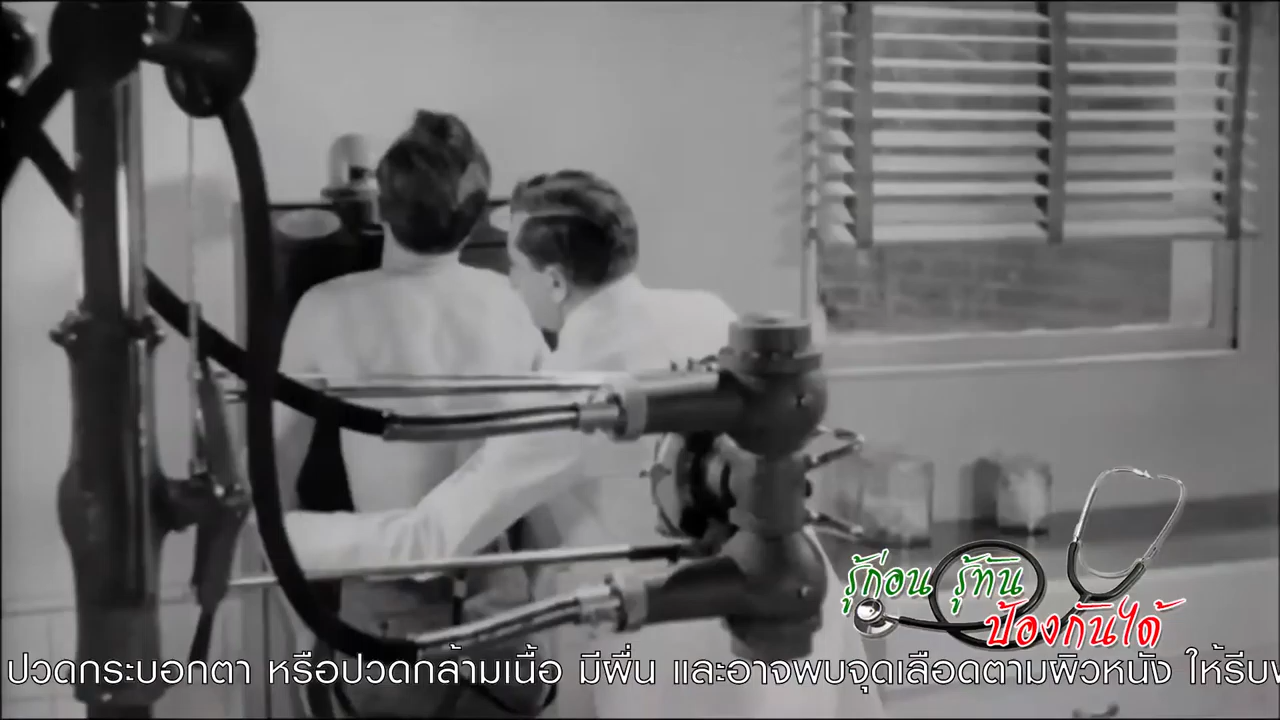 รู้ก่อน รู้ทัน
ป้องกันได้
ปวดกระบอกตา หรือปวดกล้ามเนื้อ มีผื่น และอาจพบจุดเลือดตามผิวหนัง ให้รีบ